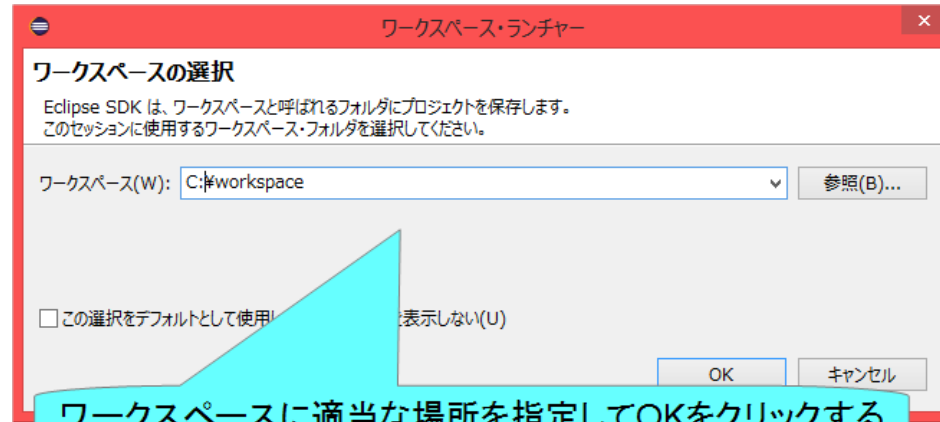 ワークスペース・ランチャー
ワークスペースの選択
Eclipse SDK は、ワークスペースと呼ばれるフォルダにプロジェクトを保存します。
このセッションに使用するワークスペース・フォルダを選択してください。
ワークスペース(W): C:¥workspace 参照(B)...
この選択をデフォルトとして使用し を表示しない(U)
OK キャンセル
ワークスペースに適当な場所を指定してOKをクリックする